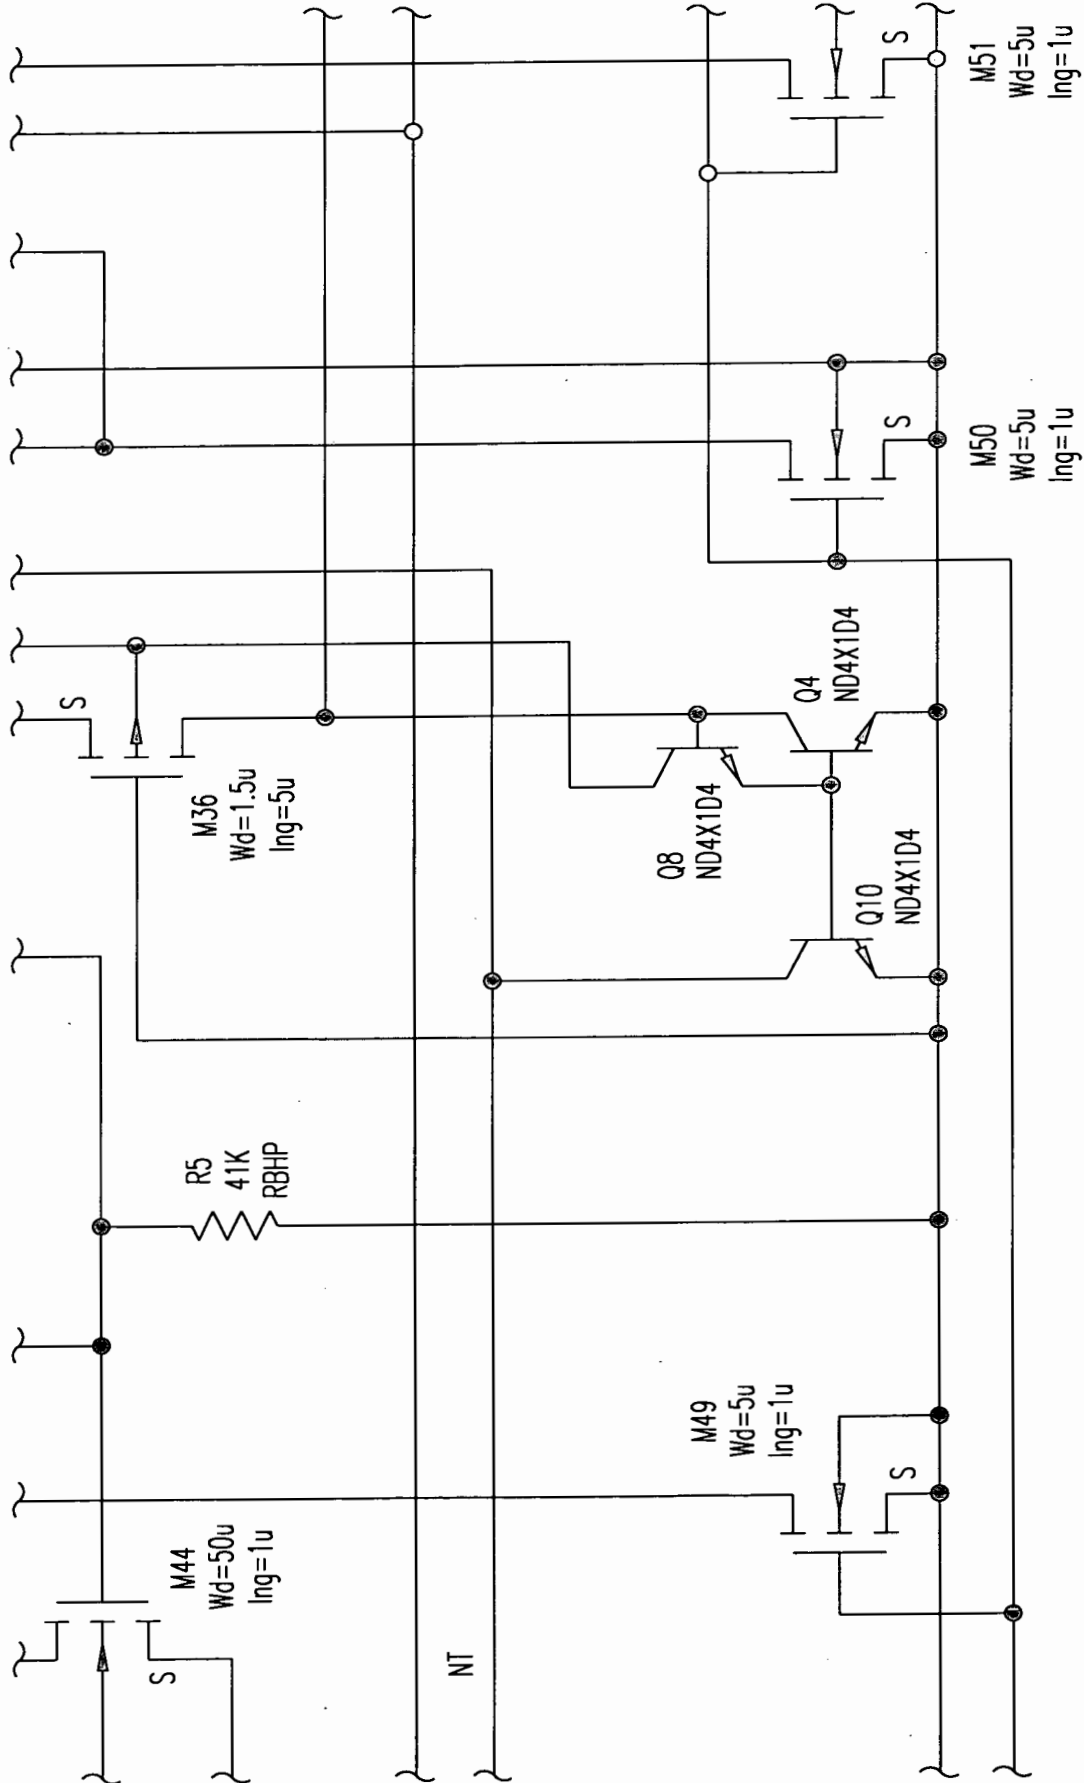 M44
Wd=50u
lng=1u
S
NT
M49
Wd=5u
lng=1u
S
R5
41K
RBHP
M36
Wd=1.5u
lng=5u
S
Q8
ND4X1D4
Q10
ND4X1D4
Q4
ND4X1D4
M50
Wd=5u
lng=1u
S
M51
Wd=5u
lng=1u
S